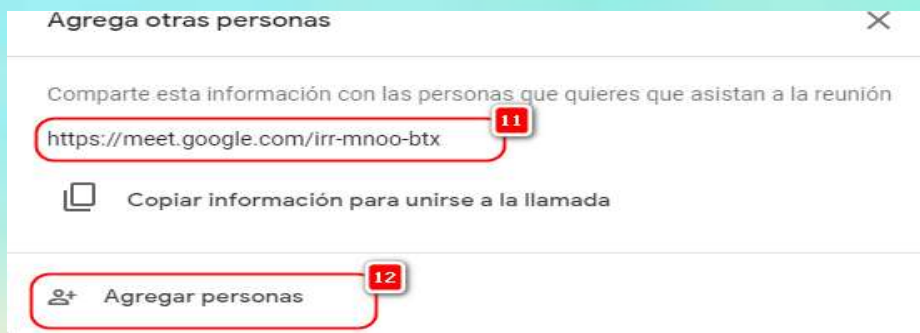 Agrega otras personas
Comparte esta información con las personas que quieres que asistan a la reunión
11
https://meet.google.com/irr-mnoo-btx
Copiar información para unirse a la llamada
12
Agregar personas